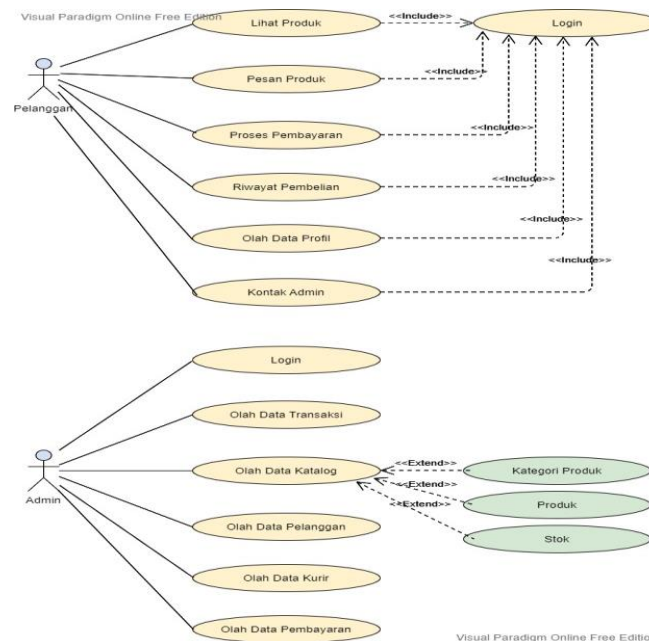 Visual Paradigm Online Free Edition
Lihat Produk
<<Include>>
Login
Pelanggan
Pesan Produk
<<Include>>
Proses Pembayaran
<<Include>>
Riwayat Pembelian
<<Include>>
Olah Data Profil
<<Include>>
Kontak Admin
<<Include>>
Login
Olah Data Transaksi
Admin
Olah Data Katalog
<<Extend>>
Kategori Produk
<<Extend>>
Produk
<<Extend>>
Stok
Olah Data Pelanggan
Olah Data Kurir
Olah Data Pembayaran
Visual Paradigm Online Free Edition